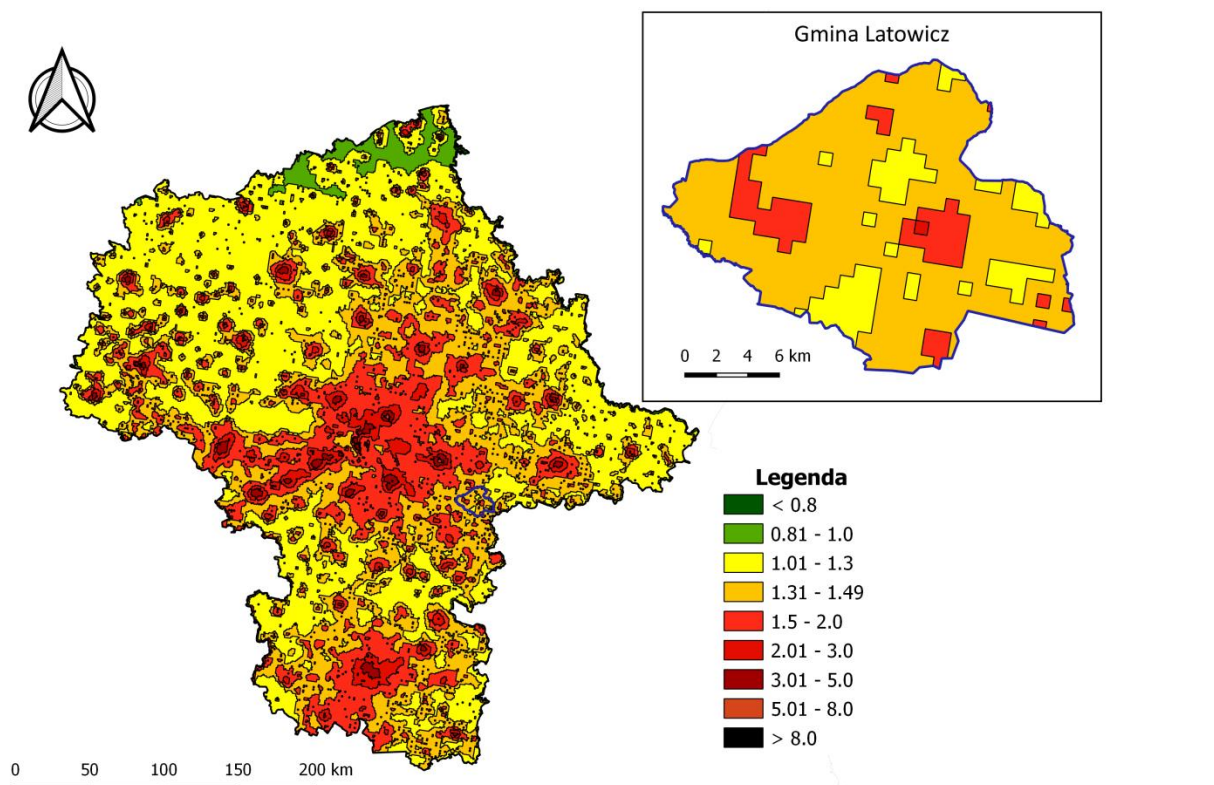 Gmina Latowicz
0 2 4 6 km
Legenda
< 0.8
0.81 - 1.0
1.01 - 1.3
1.31 - 1.49
1.5 - 2.0
2.01 - 3.0
3.01 - 5.0
5.01 - 8.0
> 8.0
0 50 100 150 200 km